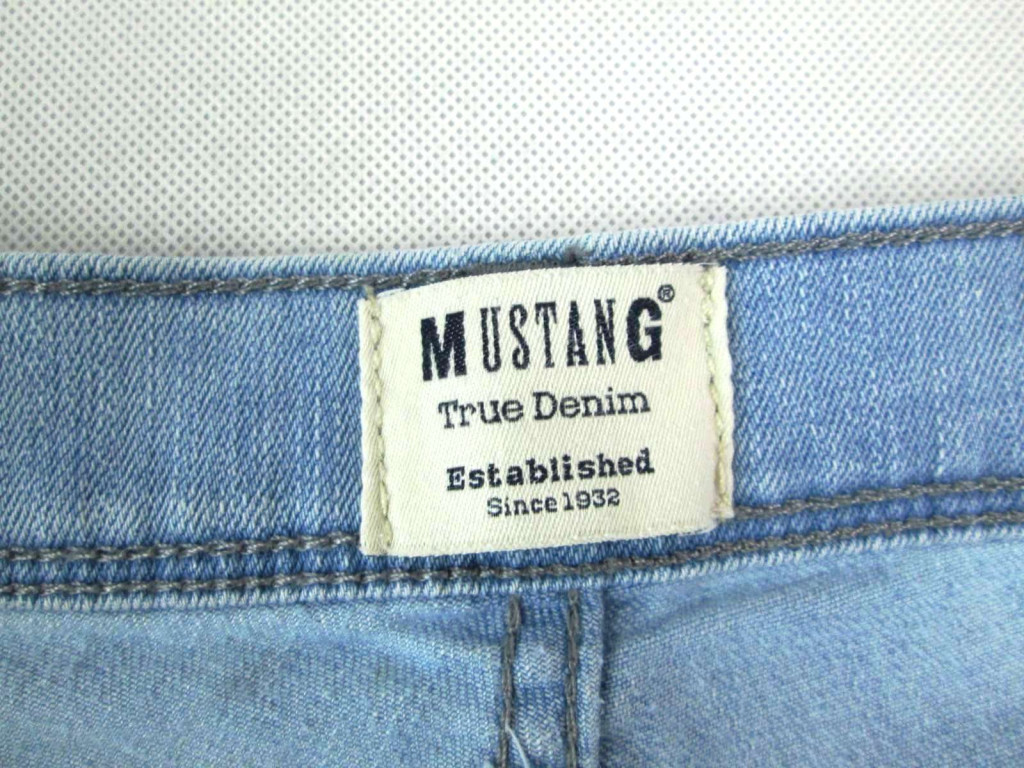 MUSTANG®
True Denim
Established
Since 1932